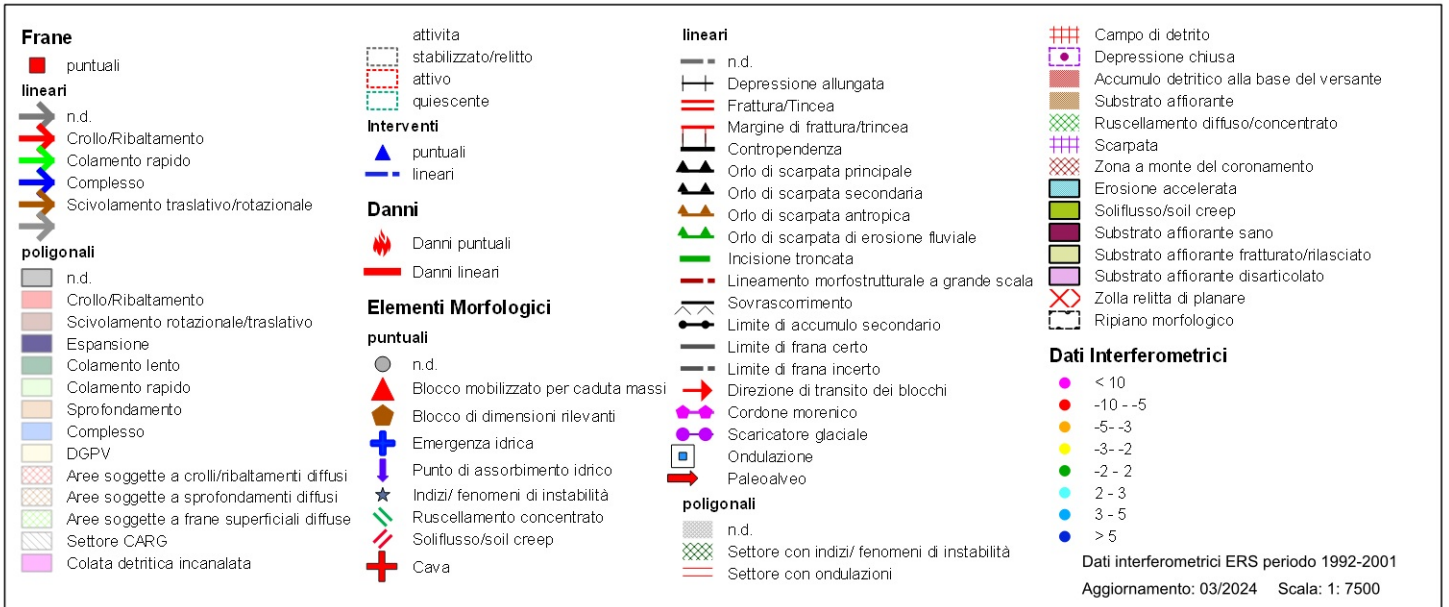 Frane
puntuali
lineari
n.d.
Crollo/Ribaltamento
Colamento rapido
Complesso
Scivolamento traslativo/rotazionale
poligonali
n.d.
Crollo/Ribaltamento
Scivolamento rotazionale/traslativo
Espansione
Colamento lento
Colamento rapido
Sprofondamento
Complesso
DGPV
Aree soggette a crolli/ribaltamenti diffusi
Aree soggette a sprofondamenti diffusi
Aree soggette a frane superficiali diffuse
Settore CARG
Colata detritica incanalata
attivita
stabilizzato/relitto
attivo
quiescente
Interventi
puntuali
lineari
Danni
Danni puntuali
Danni lineari
Elementi Morfologici
puntuali
n.d.
Blocco mobilizzato per caduta massi
Blocco di dimensioni rilevanti
Emergenza idrica
Punto di assorbimento idrico
Indizi/ fenomeni di instabilità
Ruscellamento concentrato
Soliflusso/soil creep
Cava
lineari
n.d.
Depressione allungata
Frattura/Tincea
Margine di frattura/trincea
Contropendenza
Orlo di scarpata principale
Orlo di scarpata secondaria
Orlo di scarpata antropica
Orlo di scarpata di erosione fluviale
Incisione troncata
Lineamento morfostrutturale a grande scala
Sovrascorrimento
Limite di accumulo secondario
Limite di frana certo
Limite di frana incerto
Direzione di transito dei blocchi
Cordone morenico
Scaricatore glaciale
Ondulazione
Paleoalveo
poligonali
n.d.
Settore con indizi/ fenomeni di instabilità
Settore con ondulazioni
Campo di detrito
Depressione chiusa
Accumulo detritico alla base del versante
Substrato affiorante
Ruscellamento diffuso/concentrato
Scarpata
Zona a monte del coronamento
Erosione accelerata
Soliflusso/soil creep
Substrato affiorante sano
Substrato affiorante fratturato/rilasciato
Substrato affiorante disarticolato
Zolla relitta di planare
Ripiano morfologico
Dati Interferometrici
< 10
-10 - -5
-5- -3
-3- -2
-2 - 2
2 - 3
3 - 5
> 5
Dati interferometrici ERS periodo 1992-2001
Aggiornamento: 03/2024 Scala: 1: 7500